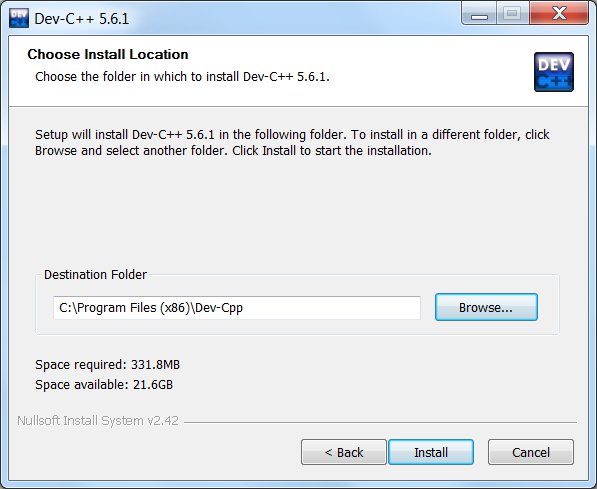 Dev-C++ 5.6.1
Choose Install Location
Choose the folder in which to install Dev-C++ 5.6.1.
DEV
C++
Setup will install Dev-C++ 5.6.1 in the following folder. To install in a different folder, click
Browse and select another folder. Click Install to start the installation.
Destination Folder
C:\Program Files (x86)\Dev-Cpp
Browse...
Space required: 331.8MB
Space available: 21.6GB
Nullsoft Install System v2.42
< Back
Install
Cancel